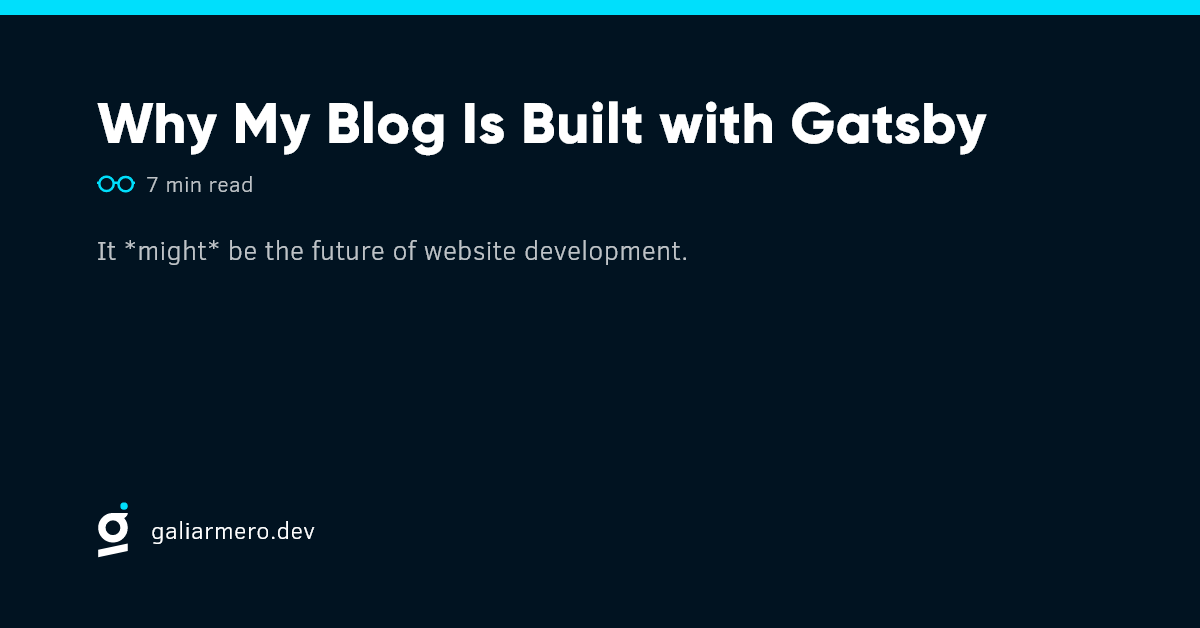 Why My Blog Is Built with Gatsby
7 min read
It *might* be the future of website development.
galiarmero.dev